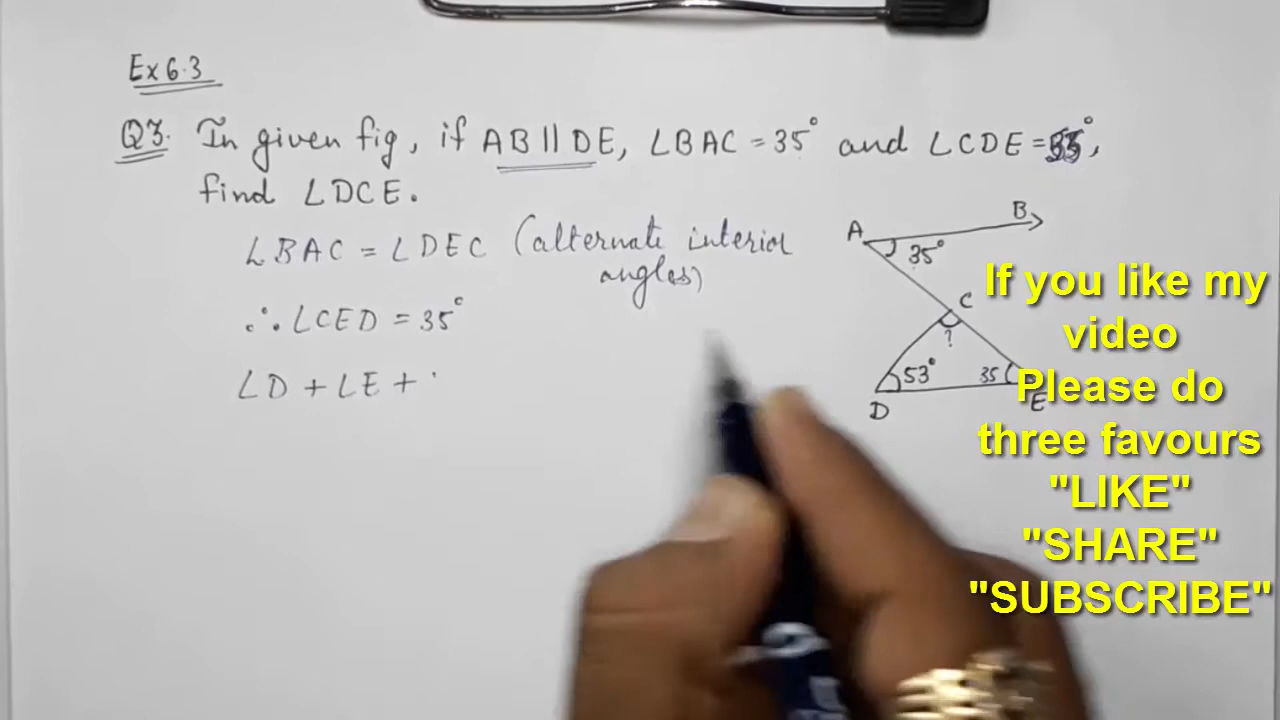 Ex 6.3
Q3. In given fig, if AB || DE, ∠BAC = 35° and ∠CDE = 53°,
find ∠DCE.
∠BAC = ∠DEC (alternate interior
angles)
∴ ∠CED = 35°
∠D + ∠E +
A
B
35°
C
?
53°
35
D
E
If you like my
video
Please do
three favours
"LIKE"
"SHARE"
"SUBSCRIBE"